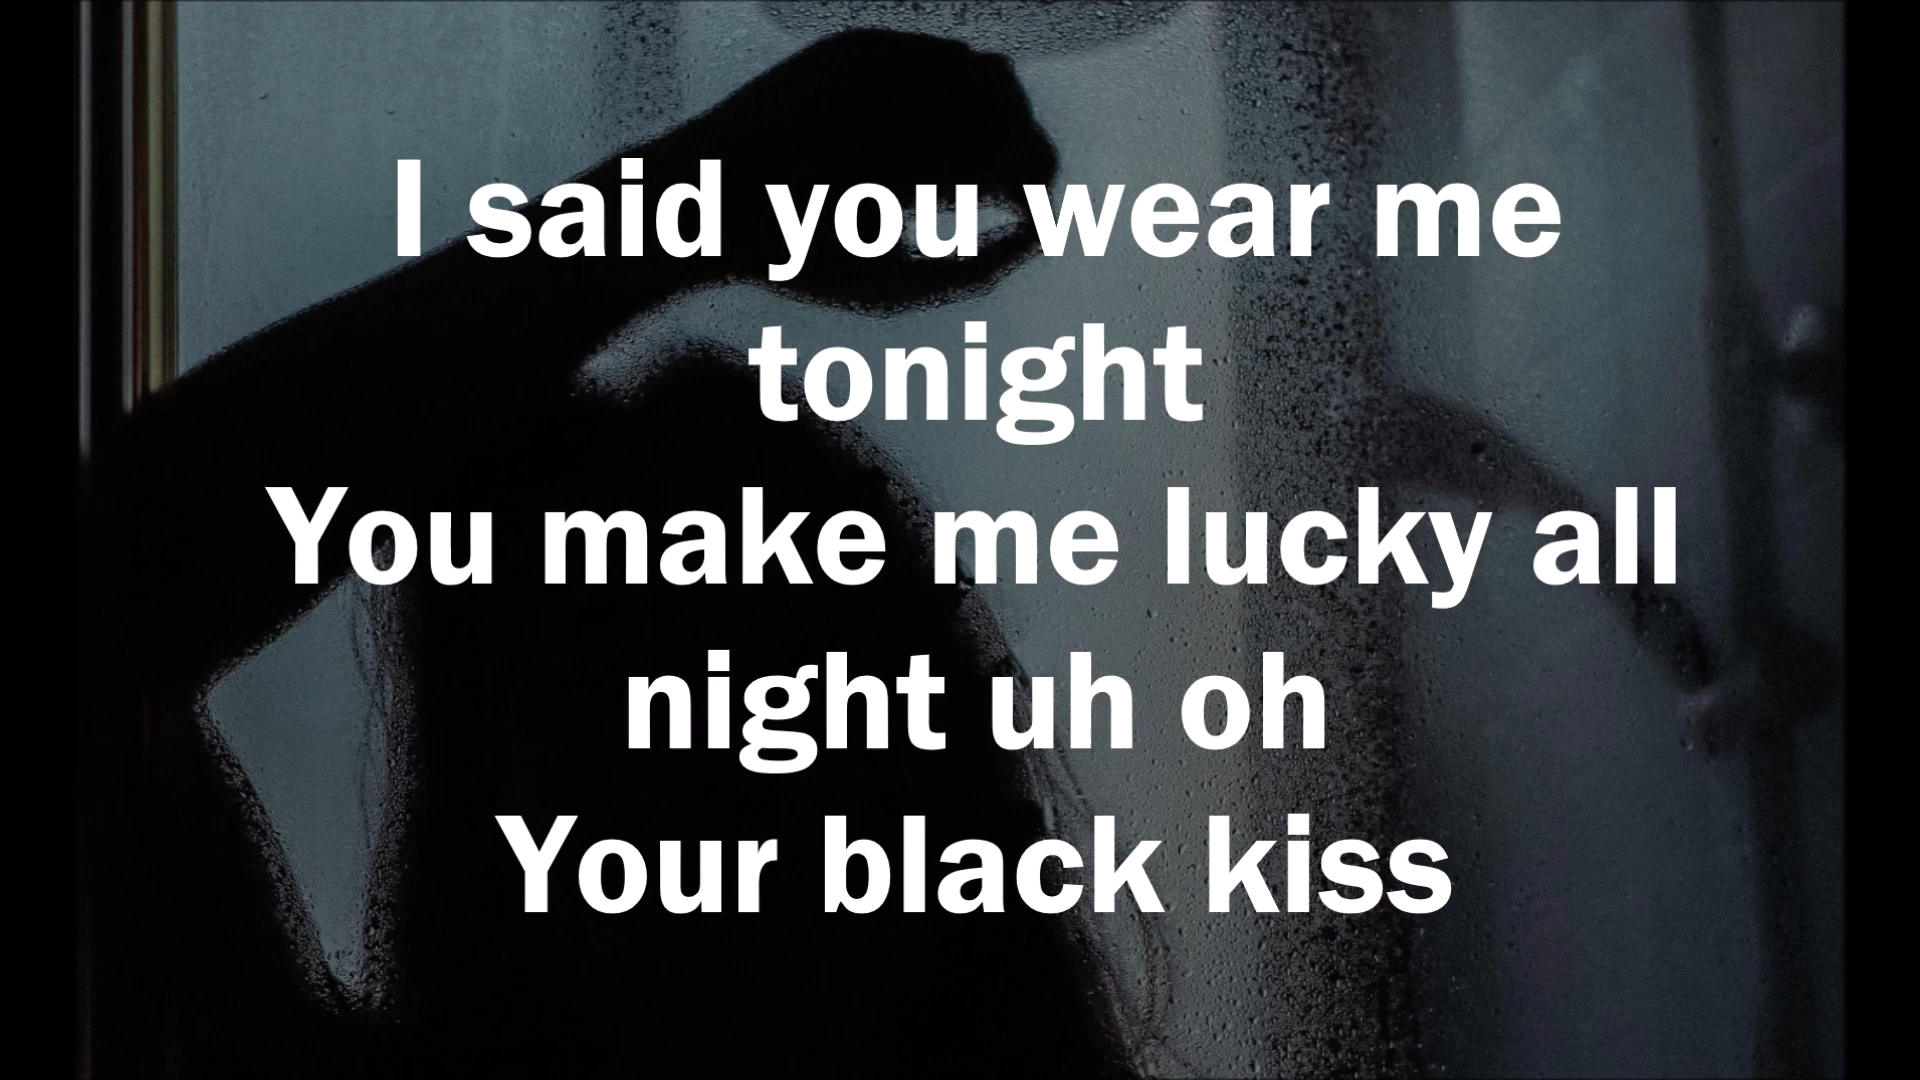 I said you wear me
tonight
You make me lucky all
night uh oh
Your black kiss